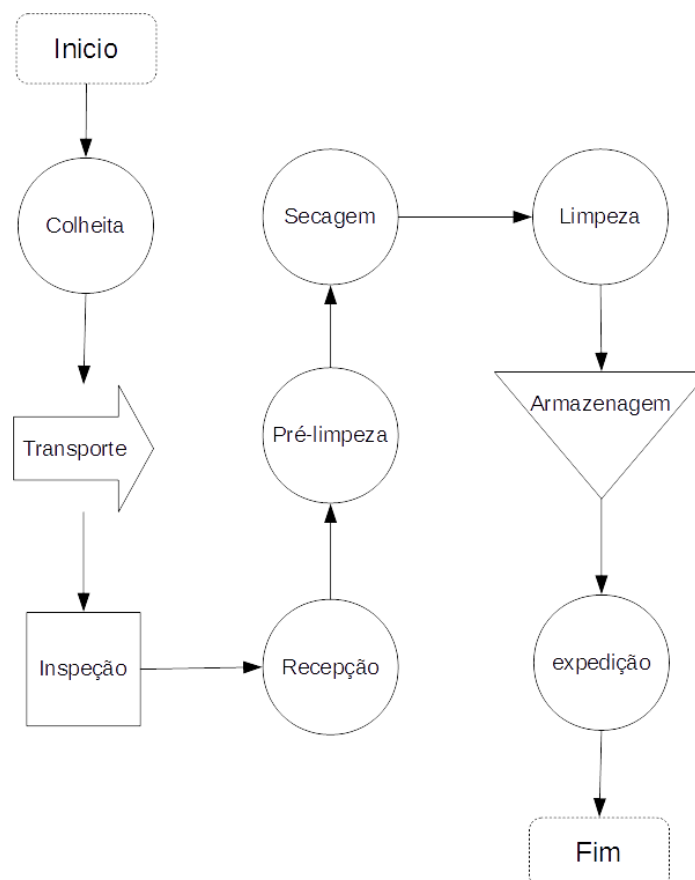 Inicio
Colheita
Transporte
Inspeção
Recepção
Pré-limpeza
Secagem
Limpeza
Armazenagem
expedição
Fim